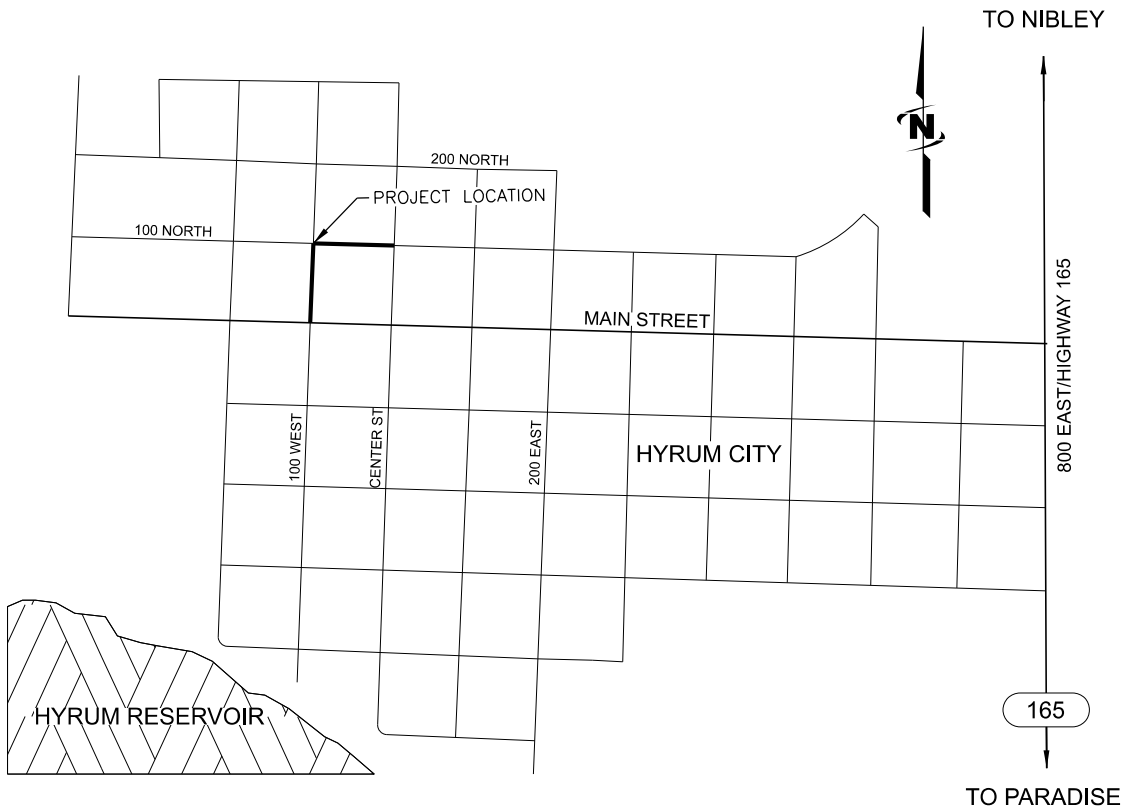 TO NIBLEY
N
200 NORTH
PROJECT LOCATION
100 NORTH
MAIN STREET
800 EAST/HIGHWAY 165
100 WEST
CENTER ST
200 EAST
HYRUM CITY
HYRUM RESERVOIR
165
TO PARADISE